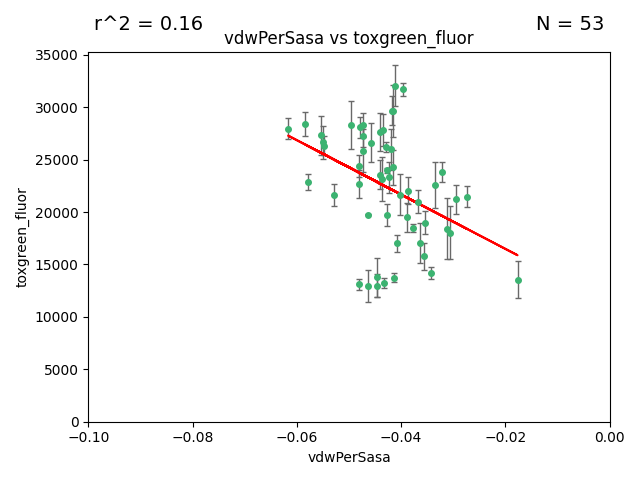 r^2 = 0.16
N = 53
vdwPerSasa vs toxgreen_fluor
35000
30000
25000
20000
15000
10000
5000
0
toxgreen_fluor
−0.10
−0.08
−0.06
−0.04
−0.02
0.00
vdwPerSasa